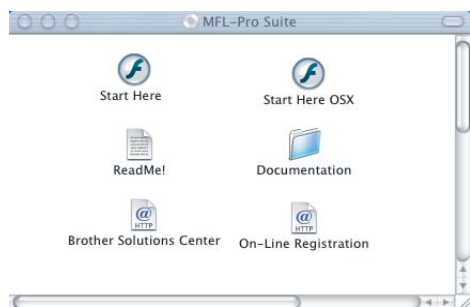 MFL-Pro Suite
Start Here
Start Here OSX
ReadMe!
Documentation
@
HTTP
@
HTTP
Brother Solutions Center
On-Line Registration